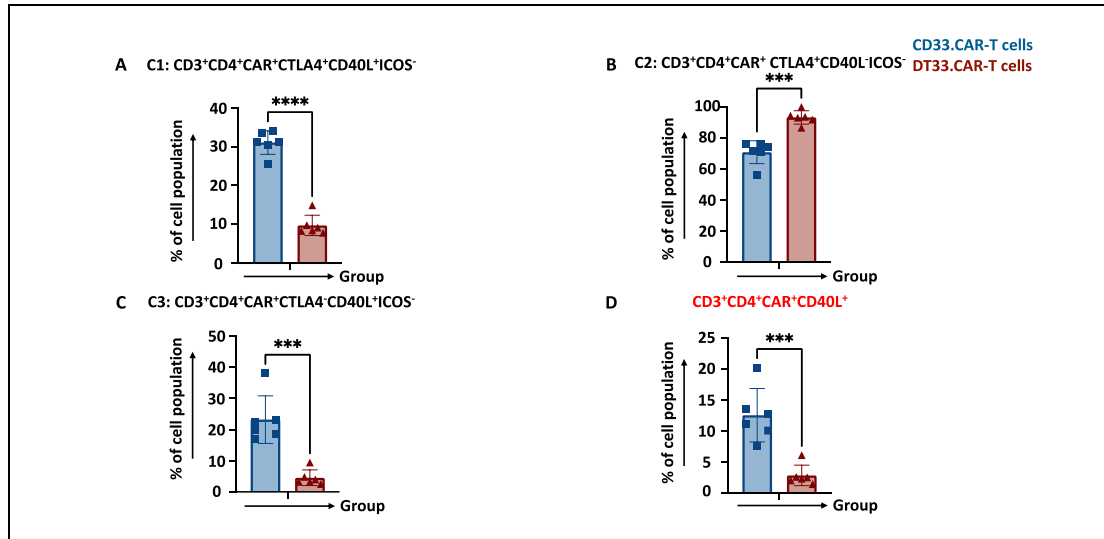 CD33.CAR-T cells
DT33.CAR-T cells
A C1: CD3⁺CD4⁺CAR⁺CTLA4⁺CD40L⁺ICOS⁻
****
40
30
20
10
0
% of cell population
Group
B C2: CD3⁺CD4⁺CAR⁺ CTLA4⁺CD40L⁻ICOS⁻
***
100
80
60
40
20
0
% of cell population
Group
C C3: CD3⁺CD4⁺CAR⁺CTLA4⁻CD40L⁺ICOS⁻
***
50
40
30
20
10
0
% of cell population
Group
D CD3⁺CD4⁺CAR⁺CD40L⁺
***
25
20
15
10
5
0
% of cell population
Group